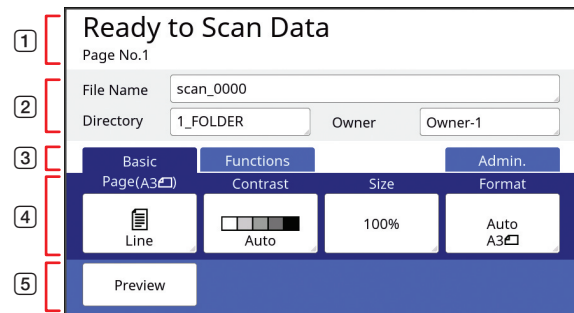 1
Ready to Scan Data
Page No.1
2
File Name scan_0000
Directory 1_FOLDER Owner Owner-1
3
Basic Functions Admin.
4
Page(A3) Contrast Size Format
Line Auto 100% Auto
A3
5
Preview